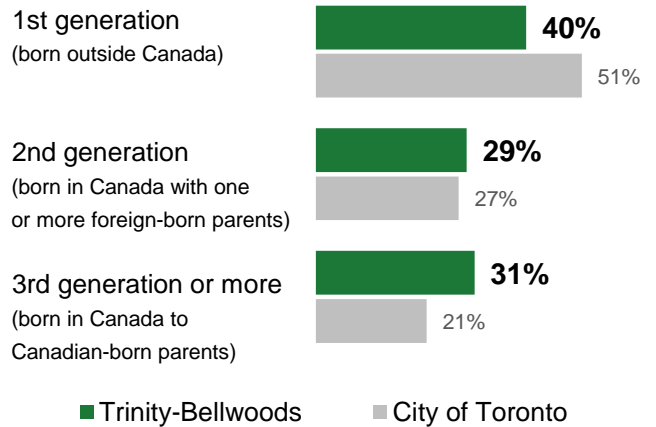 1st generation
(born outside Canada)
40%
51%
2nd generation
(born in Canada with one
or more foreign-born parents)
29%
27%
3rd generation or more
(born in Canada to
Canadian-born parents)
31%
21%
Trinity-Bellwoods City of Toronto